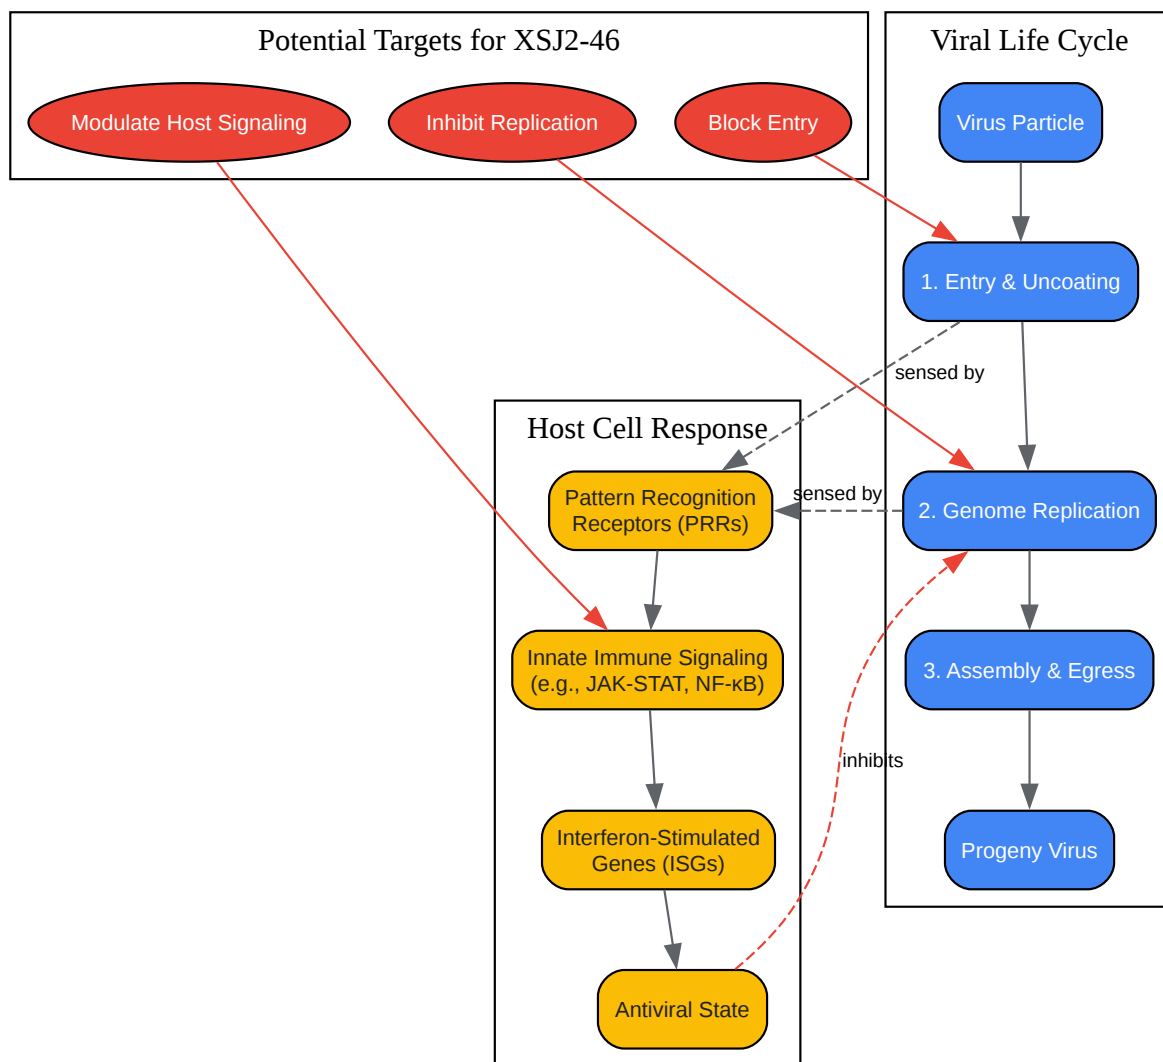 Potential Targets for XSJ2-46
Modulate Host Signaling
Inhibit Replication
Block Entry
Viral Life Cycle
Virus Particle
1. Entry & Uncoating
sensed by
Host Cell Response
Pattern Recognition
Receptors (PRRs)
sensed by
2. Genome Replication
Innate Immune Signaling
(e.g., JAK-STAT, NF-κB)
3. Assembly & Egress
inhibits
Interferon-Stimulated
Genes (ISGs)
Progeny Virus
Antiviral State